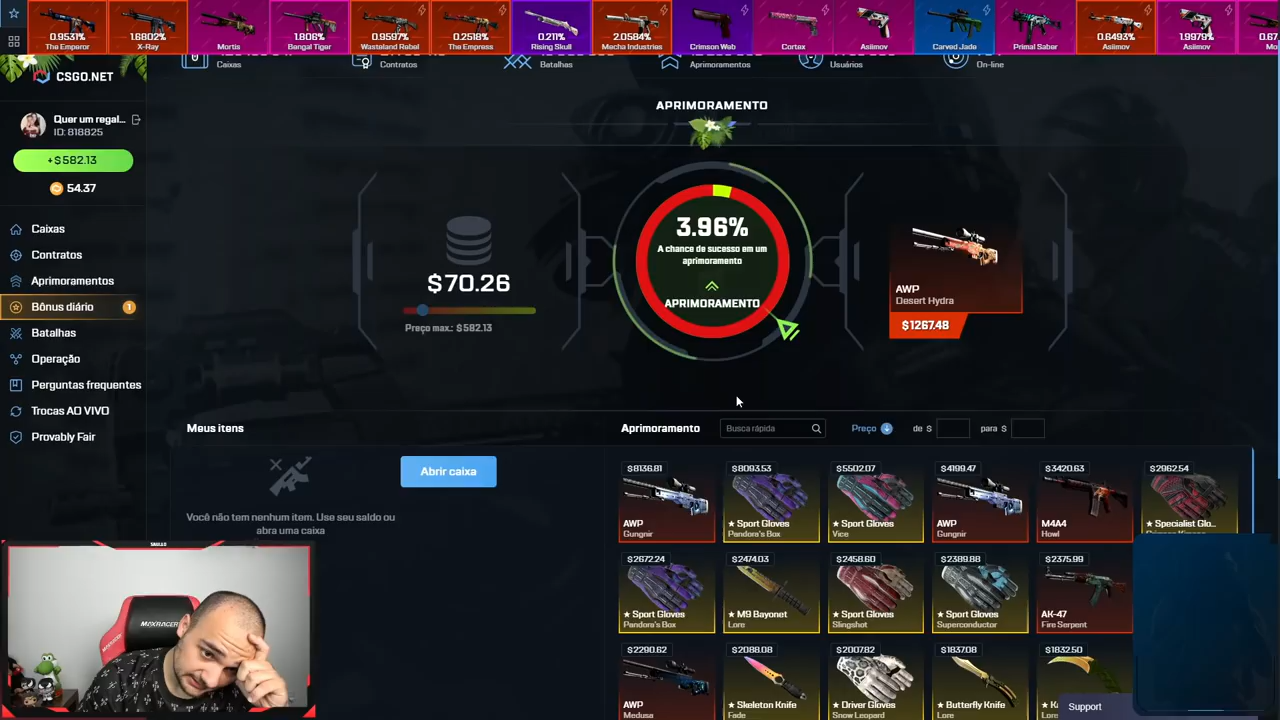 0.9531%
The Emperor
1.6602%
X-Ray
Mortis
1.806%
Bengal Tiger
0.9597%
Wasteland Rebel
0.2518%
The Empress
0.211%
Rising Skull
2.0584%
Mecha Industries
Crimson Web
Cortex
Asiimov
Carved Jade
Primal Saber
0.6493%
Asiimov
1.9979%
Asiimov
0.67
Mo
CSGO.NET
Caixas
Contratos
Batalhas
Aprimoramentos
Usuários
On-line
Quer um regal...
ID: 818825
+$582.13
54.37
Caixas
Contratos
Aprimoramentos
Bônus diário
1
Batalhas
Operação
Perguntas frequentes
Trocas AO VIVO
Provably Fair
APRIMORAMENTO
$70.26
Preço max.: $582.13
3.96%
A chance de sucesso em um
aprimoramento
APRIMORAMENTO
AWP
Desert Hydra
$1267.48
Meus itens
Abrir caixa
Você não tem nenhum item. Use seu saldo ou
abra uma caixa
Aprimoramento
Busca rápida
Preço
de $
para $
$8136.81
AWP
Gungnir
$8093.53
★ Sport Gloves
Pandora's Box
$5502.07
★ Sport Gloves
Vice
$4199.47
AWP
Gungnir
$3420.63
M4A4
Howl
$2962.54
★ Specialist Glo...
$2672.24
★ Sport Gloves
Pandora's Box
$2474.03
★ M9 Bayonet
Lore
$2458.60
★ Sport Gloves
Slingshot
$2389.88
★ Sport Gloves
Superconductor
$2375.99
AK-47
Fire Serpent
$2290.62
AWP
Medusa
$2088.08
★ Skeleton Knife
Fade
$2007.82
★ Driver Gloves
Snow Leopard
$1837.08
★ Butterfly Knife
Lore
$1832.50
Lore
Support
MAXRACER